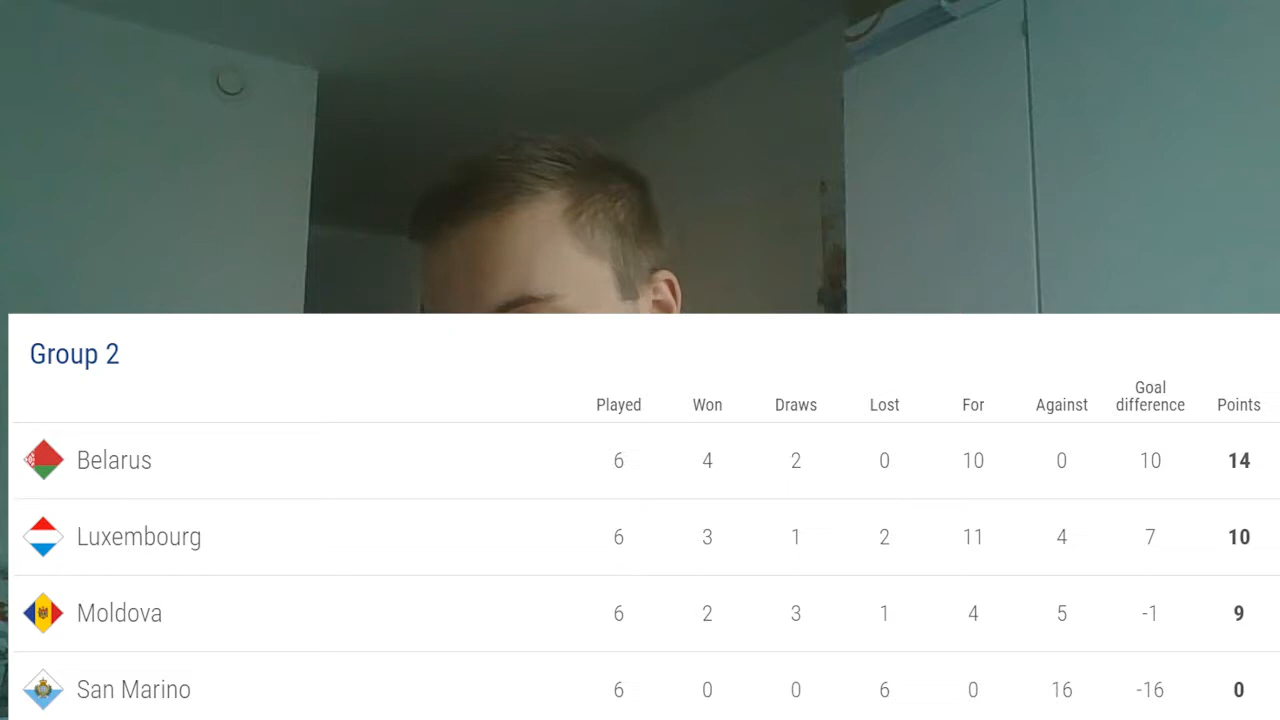 Group 2
Played Won Draws Lost For Against Goal difference Points
Belarus 6 4 2 0 10 0 10 14
Luxembourg 6 3 1 2 11 4 7 10
Moldova 6 2 3 1 4 5 -1 9
San Marino 6 0 0 6 0 16 -16 0